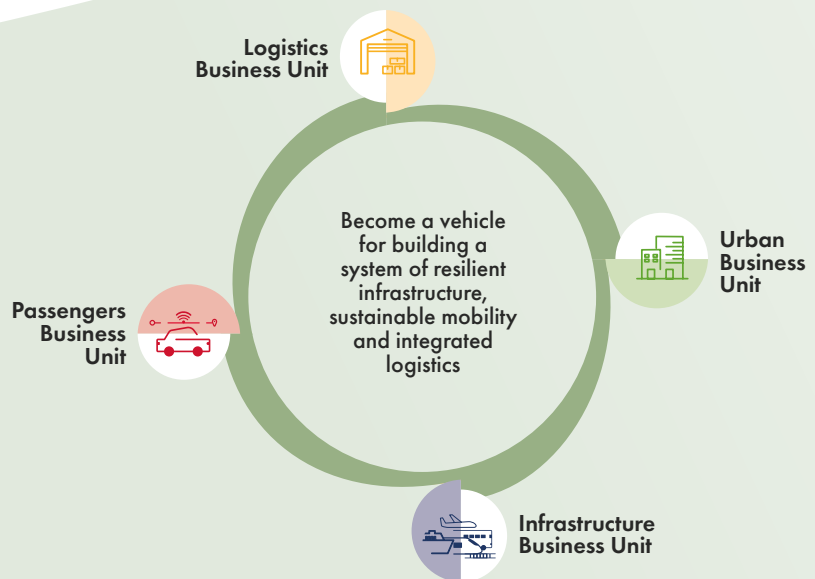 Logistics
Business Unit
Become a vehicle
for building a
system of resilient
infrastructure,
sustainable mobility
and integrated
logistics
Urban
Business
Unit
Passengers
Business
Unit
Infrastructure
Business Unit